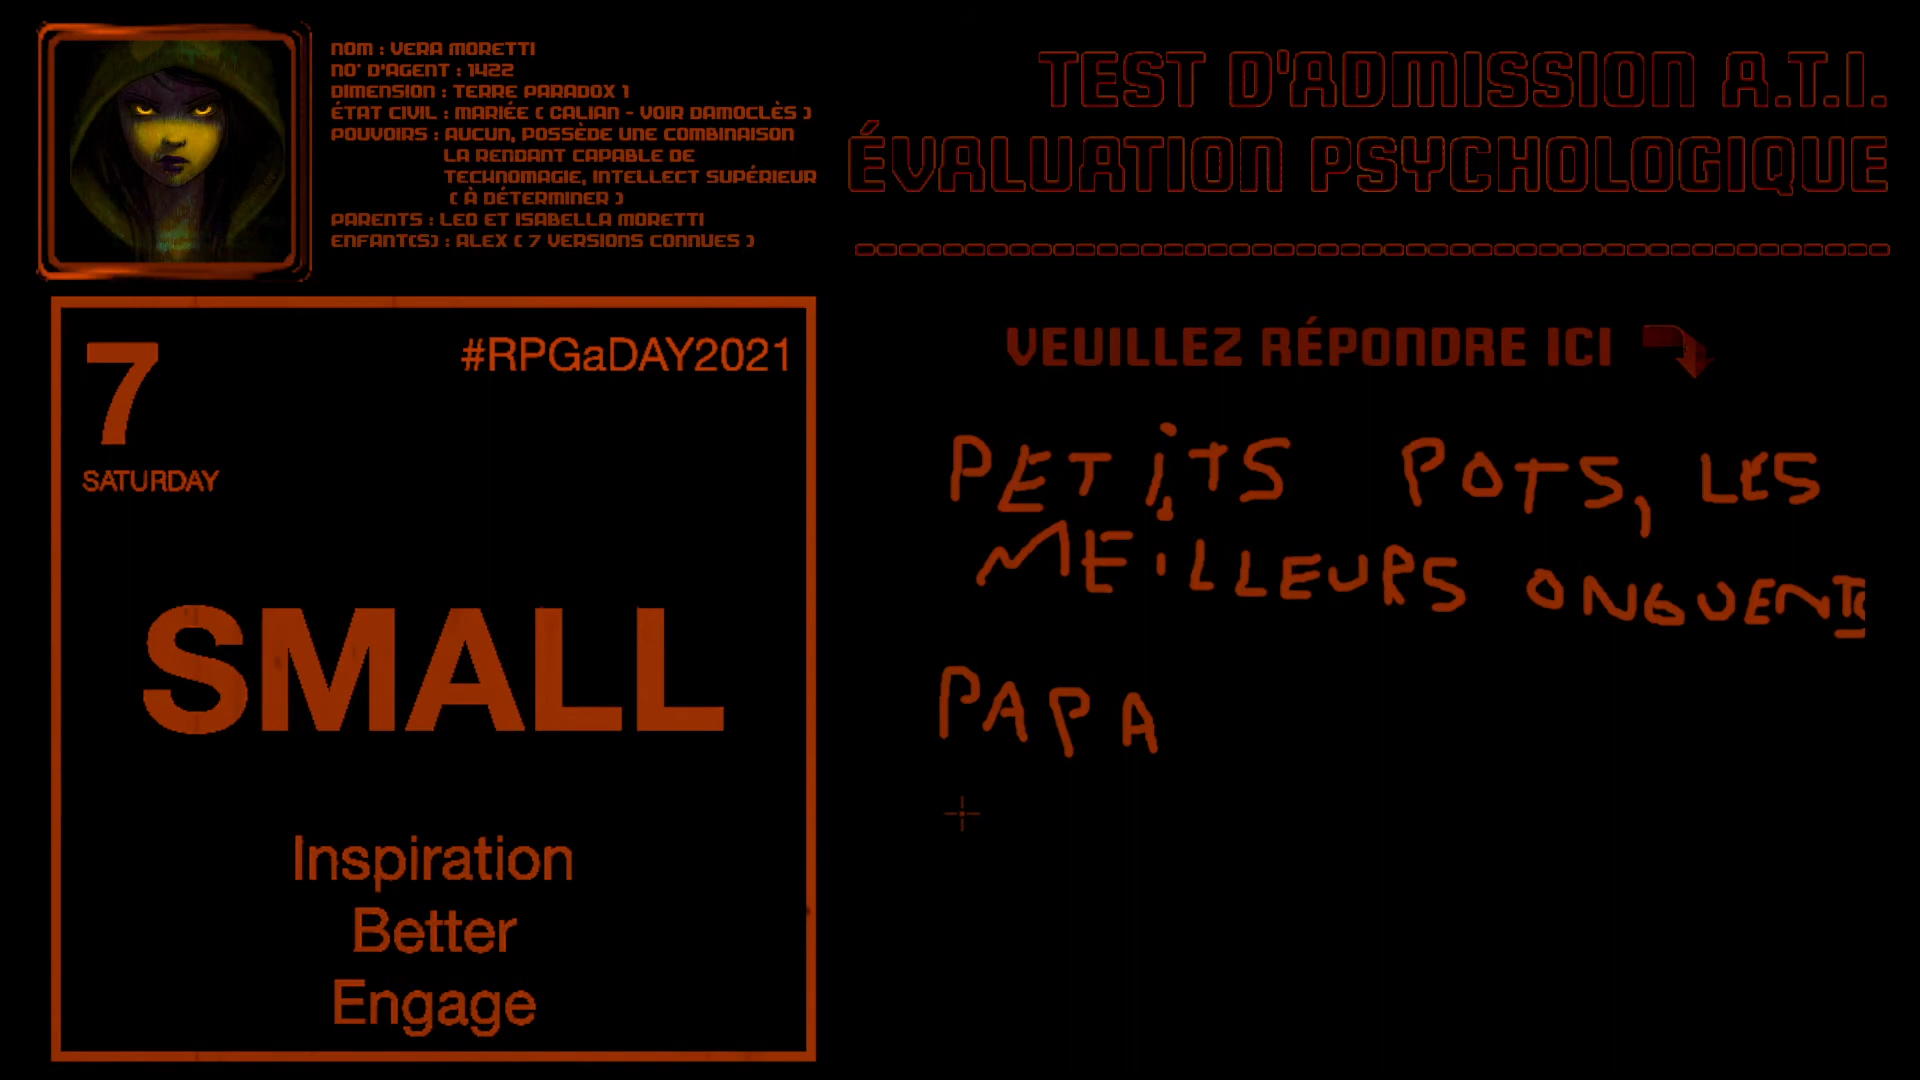 NOM : VERA MORETTI
NO° D'AGENT : 1422
DIMENSION : TERRE PARADOX 1
ÉTAT CIVIL : MARIÉE ( CALIAN - VOIR DAMOCLÈS )
POUVOIRS : AUCUN, POSSÈDE UNE COMBINAISON
LA RENDANT CAPABLE DE
TECHNOMAGIE, INTELLECT SUPÉRIEUR
( À DÉTERMINER )
PARENTS : LEO ET ISABELLA MORETTI
ENFANT(S) : ALEX ( 7 VERSIONS CONNUES )
TEST D'ADMISSION A.T.I.
ÉVALUATION PSYCHOLOGIQUE
7
#RPGaDAY2021
SATURDAY
SMALL
Inspiration
Better
Engage
VEUILLEZ RÉPONDRE ICI
PETITS POTS, LES
MEILLEURS ONGUENTS
PAPA